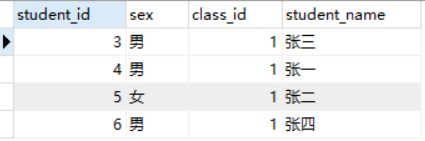 student_id sex class_id student_name
3 男 1 张三
4 男 1 张一
5 女 1 张二
6 男 1 张四